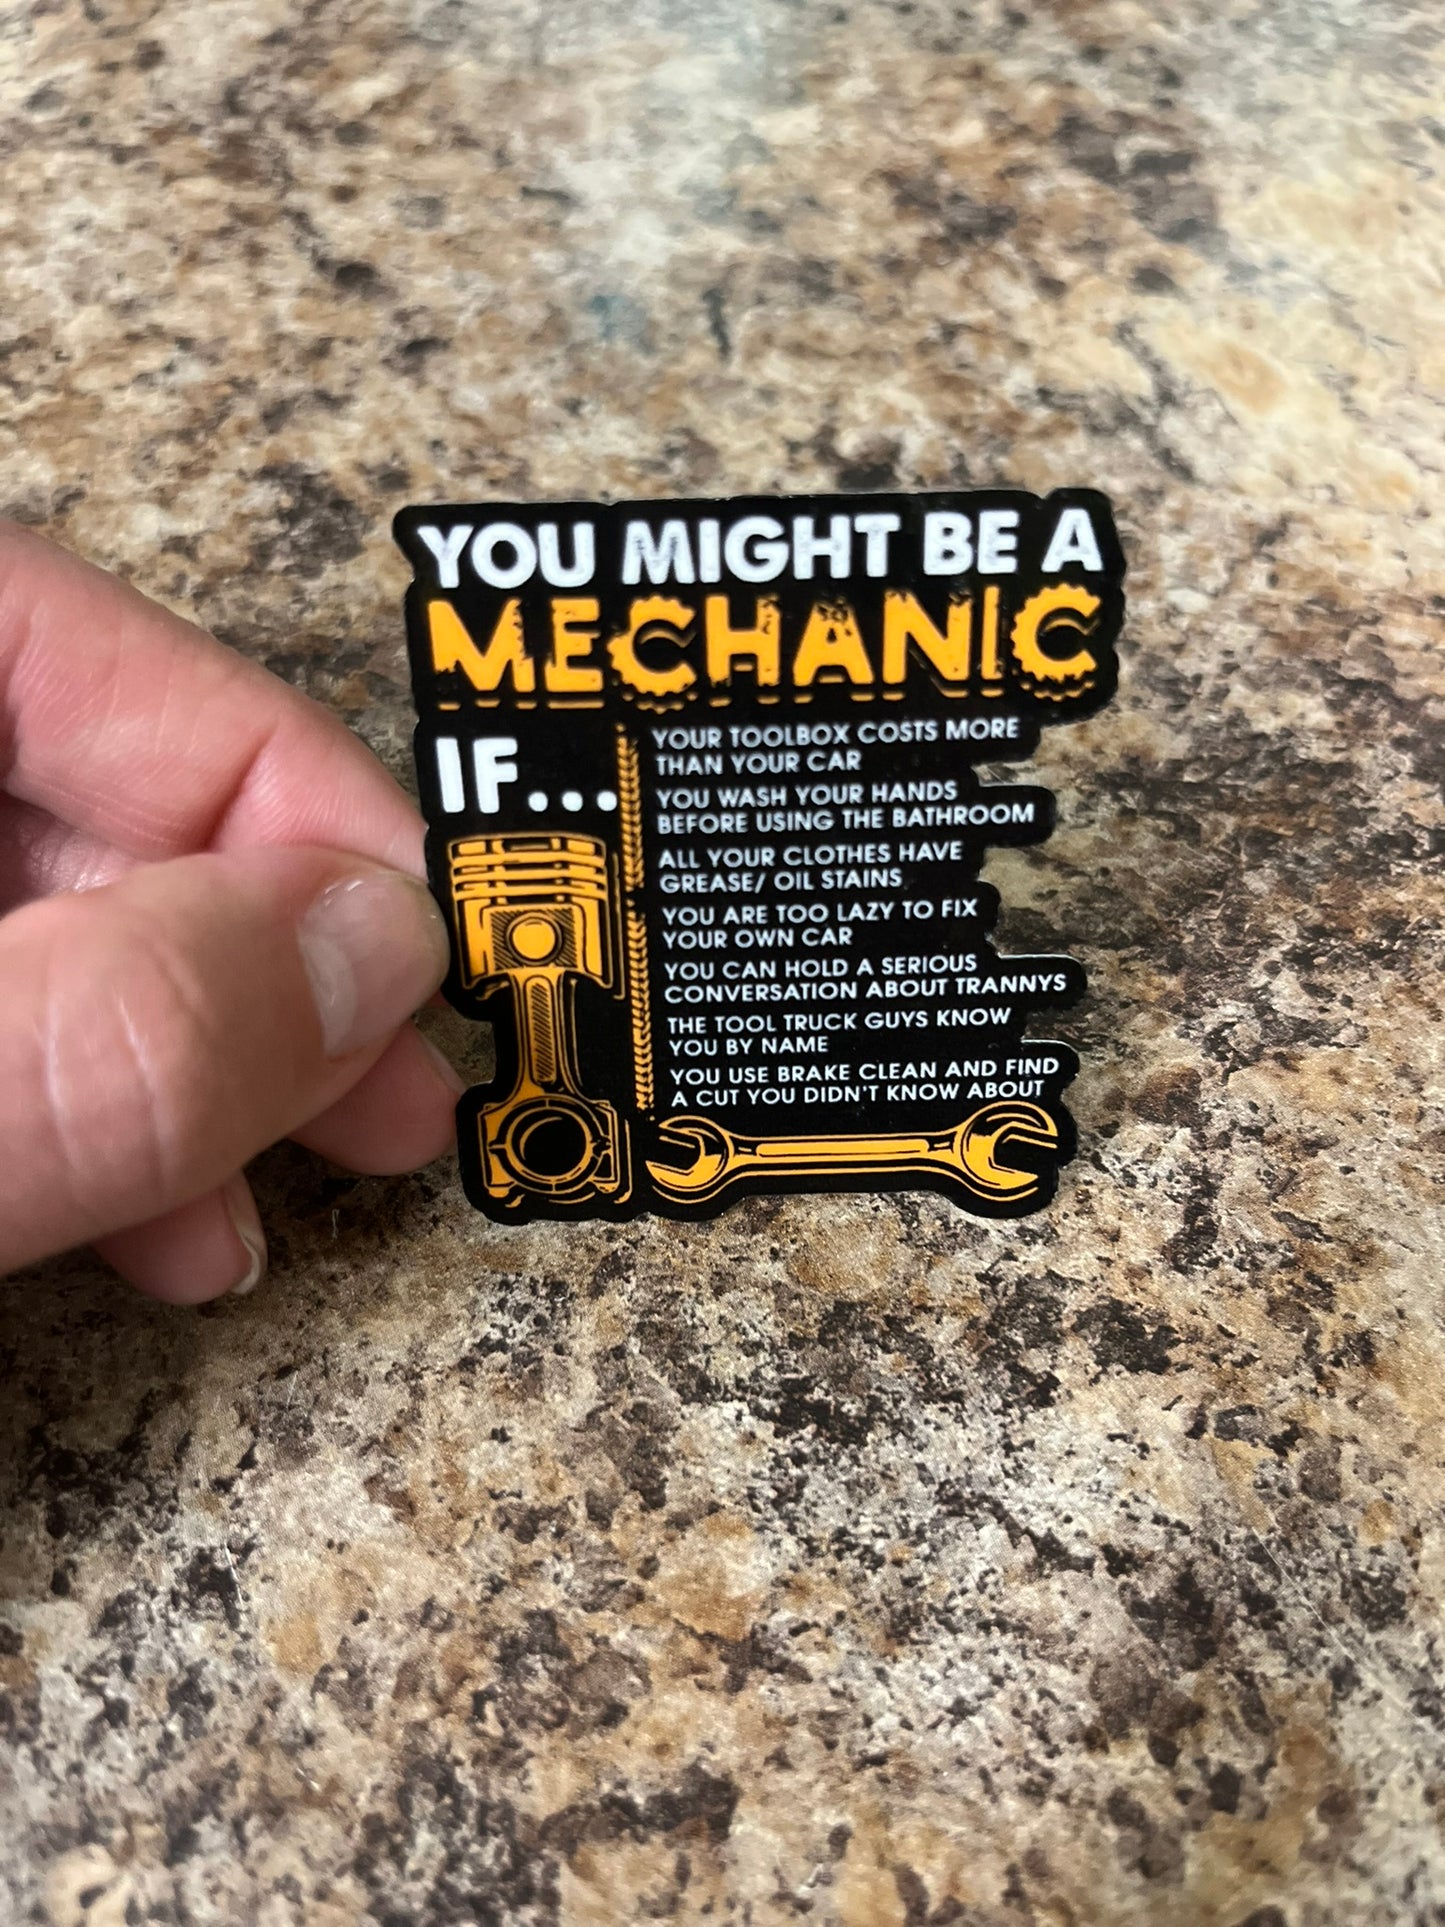 YOU MIGHT BE A
MECHANIC
IF...
YOUR TOOLBOX COSTS MORE
THAN YOUR CAR
YOU WASH YOUR HANDS
BEFORE USING THE BATHROOM
ALL YOUR CLOTHES HAVE
GREASE/ OIL STAINS
YOU ARE TOO LAZY TO FIX
YOUR OWN CAR
YOU CAN HOLD A SERIOUS
CONVERSATION ABOUT TRANNYS
THE TOOL TRUCK GUYS KNOW
YOU BY NAME
YOU USE BRAKE CLEAN AND FIND
A CUT YOU DIDN'T KNOW ABOUT